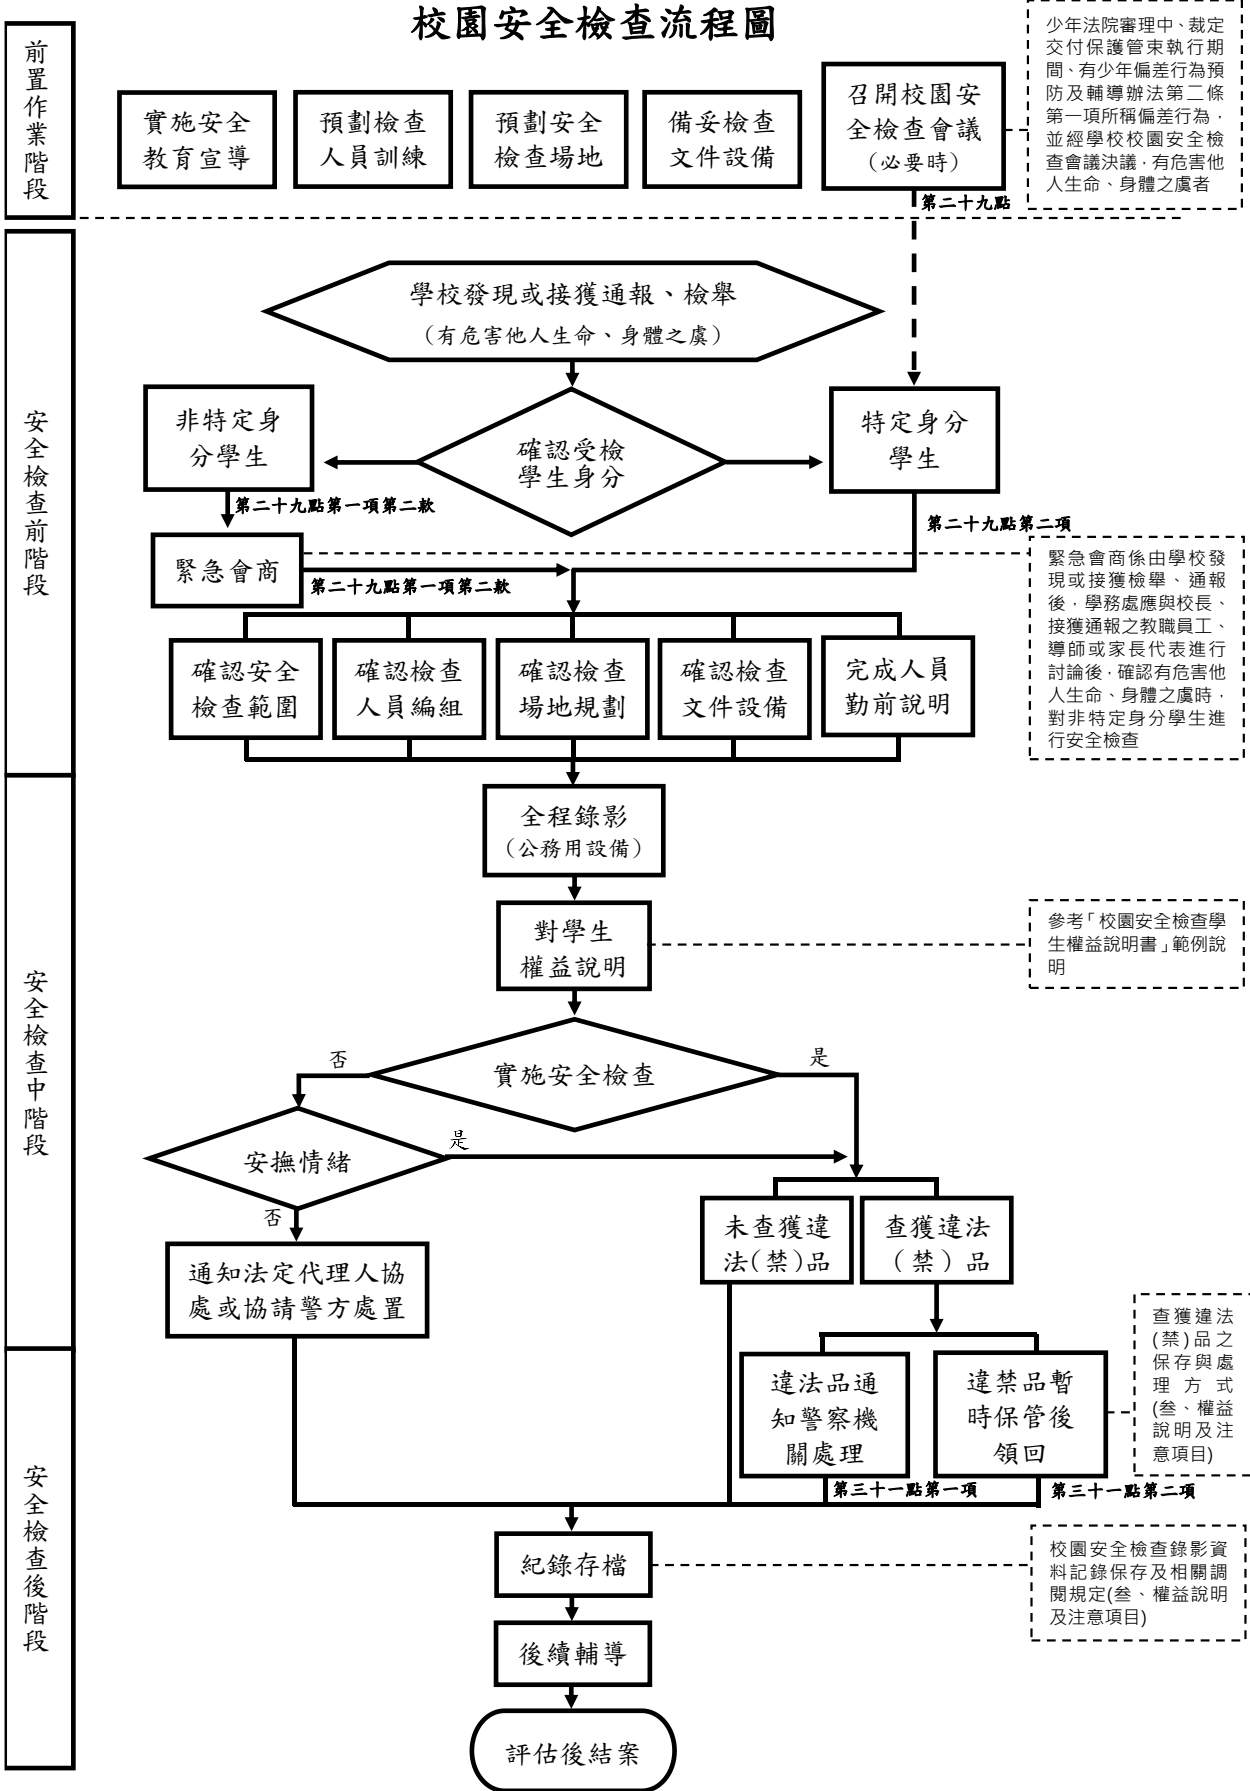 校園安全檢查流程圖
前置作業階段
實施安全
教育宣導
預劃檢查
人員訓練
預劃安全
檢查場地
備妥檢查
文件設備
召開校園安
全檢查會議
(必要時)
少年法院審理中、裁定
交付保護管束執行期
間、有少年偏差行為預
防及輔導辦法第二條
第一項所稱偏差行為，
並經學校校園安全檢
查會議決議，有危害他
人生命、身體之虞者
第二十九點
安全檢查前階段
學校發現或接獲通報、檢舉
(有危害他人生命、身體之虞)
非特定身
分學生
確認受檢
學生身分
特定身分
學生
第二十九點第一項第二款
第二十九點第二項
緊急會商
第二十九點第一項第二款
緊急會商係由學校發
現或接獲檢舉、通報
後，學務處應與校長、
接獲通報之教職員工、
導師或家長代表進行
討論後，確認有危害他
人生命、身體之虞時，
對非特定身分學生進
行安全檢查
確認安全
檢查範圍
確認檢查
人員編組
確認檢查
場地規劃
確認檢查
文件設備
完成人員
勤前說明
安全檢查中階段
全程錄影
(公務用設備)
對學生
權益說明
參考「校園安全檢查學
生權益說明書」範例說
明
實施安全檢查
否
是
安撫情緒
是
否
通知法定代理人協
處或協請警方處置
未查獲違
法(禁)品
查獲違法
(禁)品
違法品通
知警察機
關處理
違禁品暫
時保管後
領回
查獲違法
(禁)品之
保存與處
理方式
(叁、權益
說明及注
意項目)
第三十一點第一項
第三十一點第二項
安全檢查後階段
紀錄存檔
校園安全檢查錄影資
料記錄保存及相關調
閱規定(叁、權益說明
及注意項目)
後續輔導
評估後結案